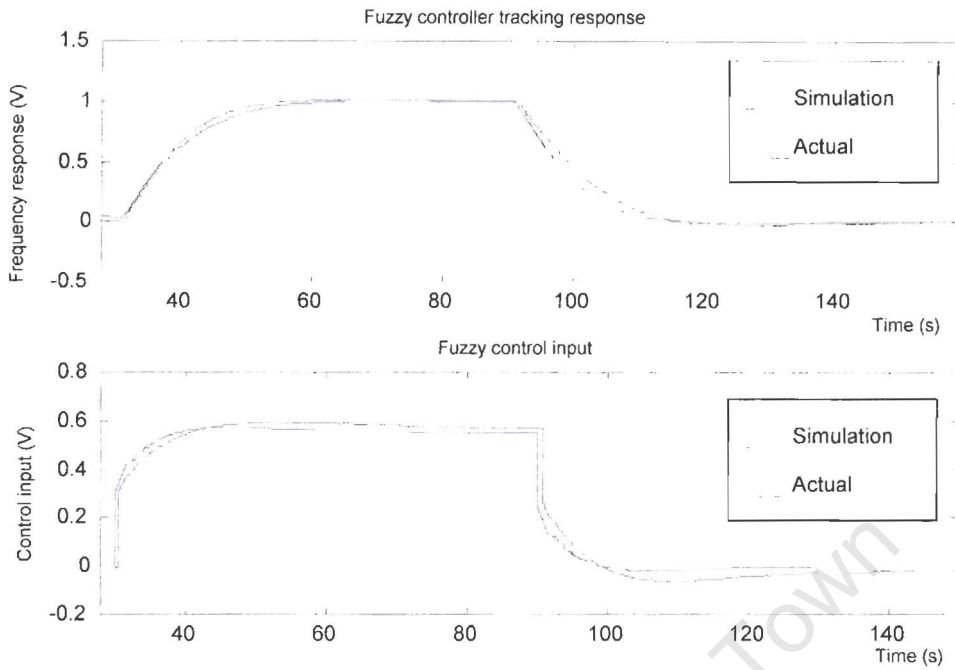 Fuzzy controller tracking response
Frequency response (V)
1.5
1
0.5
0
-0.5
Simulation
Actual
40 60 80 100 120 140
Time (s)
Fuzzy control input
Control input (V)
0.8
0.6
0.4
0.2
0
-0.2
Simulation
Actual
40 60 80 100 120 140
Time (s)
Town